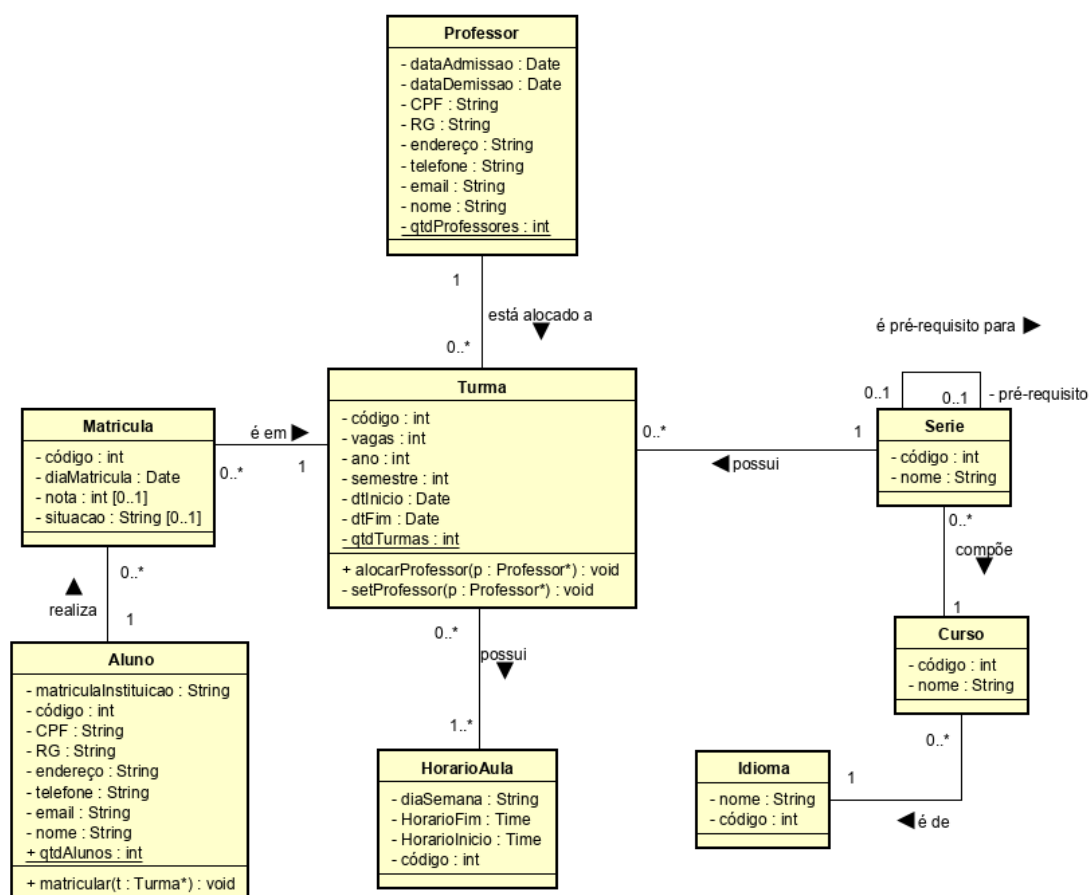 Professor
- dataAdmissao : Date
- dataDemissao : Date
- CPF : String
- RG : String
- endereço : String
- telefone : String
- email : String
- nome : String
- qtdProfessores : int
1
está alocado a
0..*
é pré-requisito para
0..1
0..1
- pré-requisito
Turma
- código : int
- vagas : int
- ano : int
- semestre : int
- dtInicio : Date
- dtFim : Date
- qtdTurmas : int
+ alocarProfessor(p : Professor*) : void
- setProfessor(p : Professor*) : void
Matricula
- código : int
- diaMatricula : Date
- nota : int [0..1]
- situacao : String [0..1]
é em
0..*
1
0..*
1
possui
Serie
- código : int
- nome : String
0..*
compõe
1
0..*
realiza
1
0..*
possui
1..*
Curso
- código : int
- nome : String
0..*
Aluno
- matriculaInstituicao : String
- código : int
- CPF : String
- RG : String
- endereço : String
- telefone : String
- email : String
- nome : String
+ qtdAlunos : int
+ matricular(t : Turma*) : void
HorarioAula
- diaSemana : String
- HorarioFim : Time
- HorarioInicio : Time
- código : int
Idioma
- nome : String
- código : int
1
é de